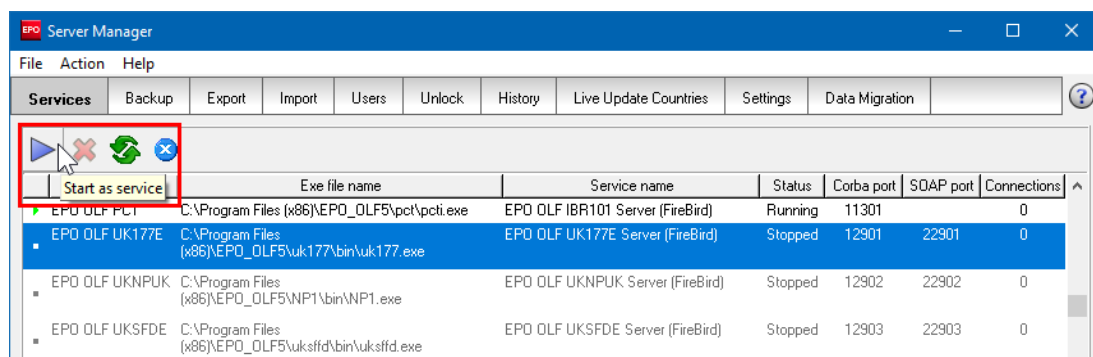 EPO Server Manager
File Action Help
Services Backup Export Import Users Unlock History Live Update Countries Settings Data Migration ?
Start as service Exe file name Service name Status Corba port SOAP port Connections
EPO OLF PCT C:\Program Files (x86)\EPO_OLF5\pct\pcti.exe EPO OLF IBR101 Server (FireBird) Running 11301 0
EPO OLF UK177E C:\Program Files EPO OLF UK177E Server (FireBird) Stopped 12901 22901 0
(x86)\EPO_OLF5\uk177\bin\uk177.exe
EPO OLF UKNPUK C:\Program Files EPO OLF UKNPUK Server (FireBird) Stopped 12902 22902 0
(x86)\EPO_OLF5\NP1\bin\NP1.exe
EPO OLF UKSFDE C:\Program Files EPO OLF UKSFDE Server (FireBird) Stopped 12903 22903 0
(x86)\EPO_OLF5\uksffd\bin\uksffd.exe